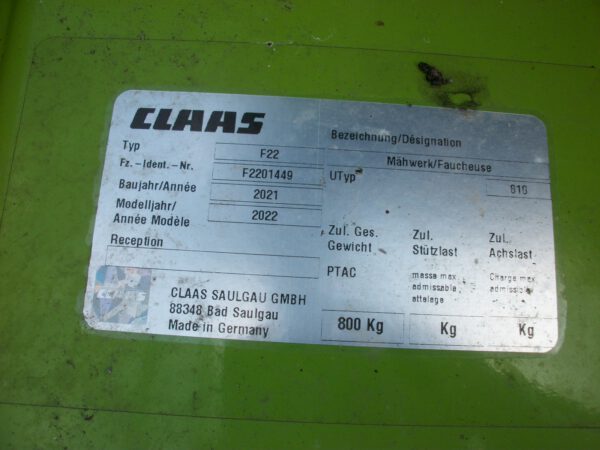 CLAAS
Bezeichnung/Désignation
Typ F22 Mähwerk/Faucheuse
Fz.-Ident.-Nr. F2201449 UTyp
Baujahr/Année 2021
Modelljahr/
Année Modèle 2022
Reception
Zul. Ges. Gewicht
PTAC
800 Kg
Zul. Stützlast
masse max. admissable attelage
Kg
Zul. Achslast
Charge max. admissible
Kg
CLAAS
CLAAS SAULGAU GMBH
88348 Bad Saulgau
Made in Germany